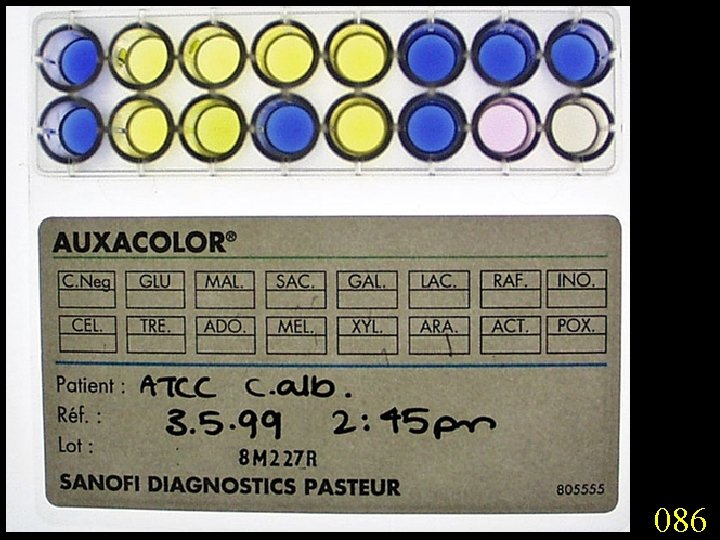 AUXACOLOR®
C.Neg GLU MAL. SAC. GAL. LAC. RAF. INO.
CEL. TRE. ADO. MEL. XYL. ARA. ACT. POX.
Patient : ATCC C.alb.
Réf. : 3.5.99 2:45pm
Lot : 8M227R
SANOFI DIAGNOSTICS PASTEUR 805555
086